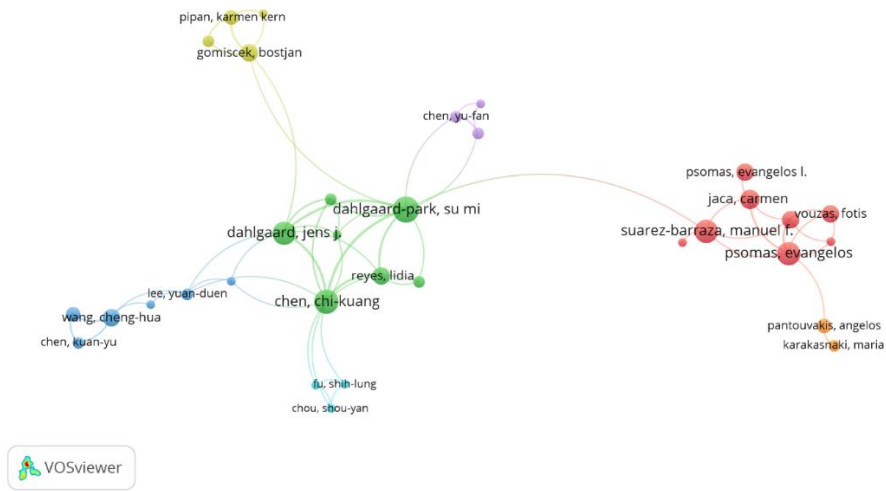 pipan, karmen kern
gomiscek, bostjan
chen, yu-fan
psomas, evangelos l.
jaca, carmen
dahlgaard-park, su mi
vouzas, fotis
dahlgaard, jens j.
suarez-barraza, manuel f.
psomas, evangelos
reyes, lidia
lee, yuan-duen
chen, chi-kuang
wang, cheng-hua
pantouvakis, angelos
chen, kuan-yu
karakasnaki, maria
fu, shih-lung
chou, shou-yan
VOSviewer